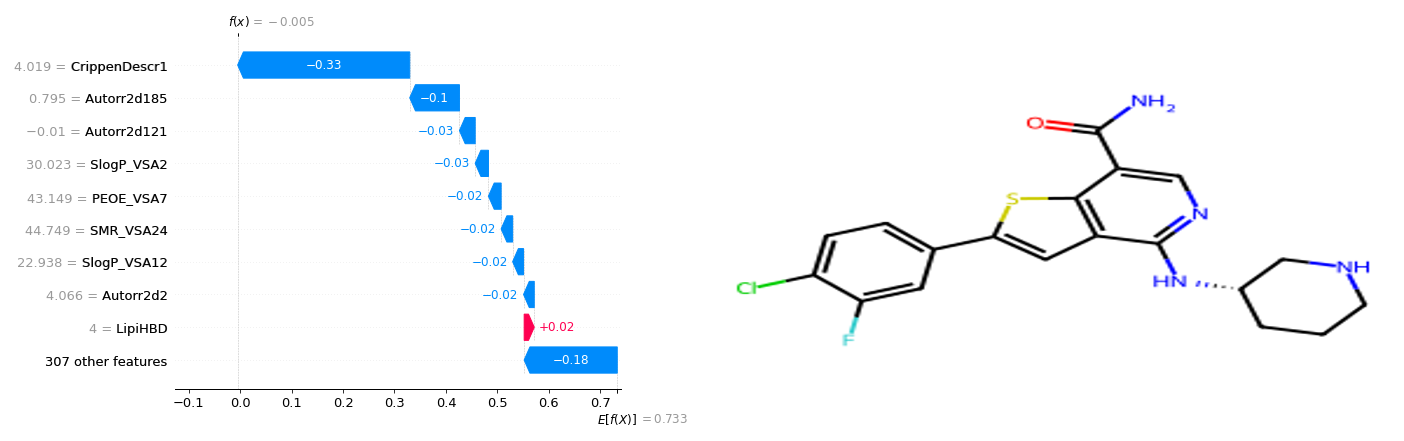 f(x) = −0.005
4.019 = CrippenDescr1
−0.33
0.795 = Autorr2d185
−0.1
−0.01 = Autorr2d121
−0.03
30.023 = SlogP_VSA2
−0.03
43.149 = PEOE_VSA7
−0.02
44.749 = SMR_VSA24
−0.02
22.938 = SlogP_VSA12
−0.02
4.066 = Autorr2d2
−0.02
4 = LipiHBD
+0.02
307 other features
−0.18
−0.1 0.0 0.1 0.2 0.3 0.4 0.5 0.6 0.7
E[f(X)] = 0.733
NH2
O
S
N
NH
HN
Cl
F